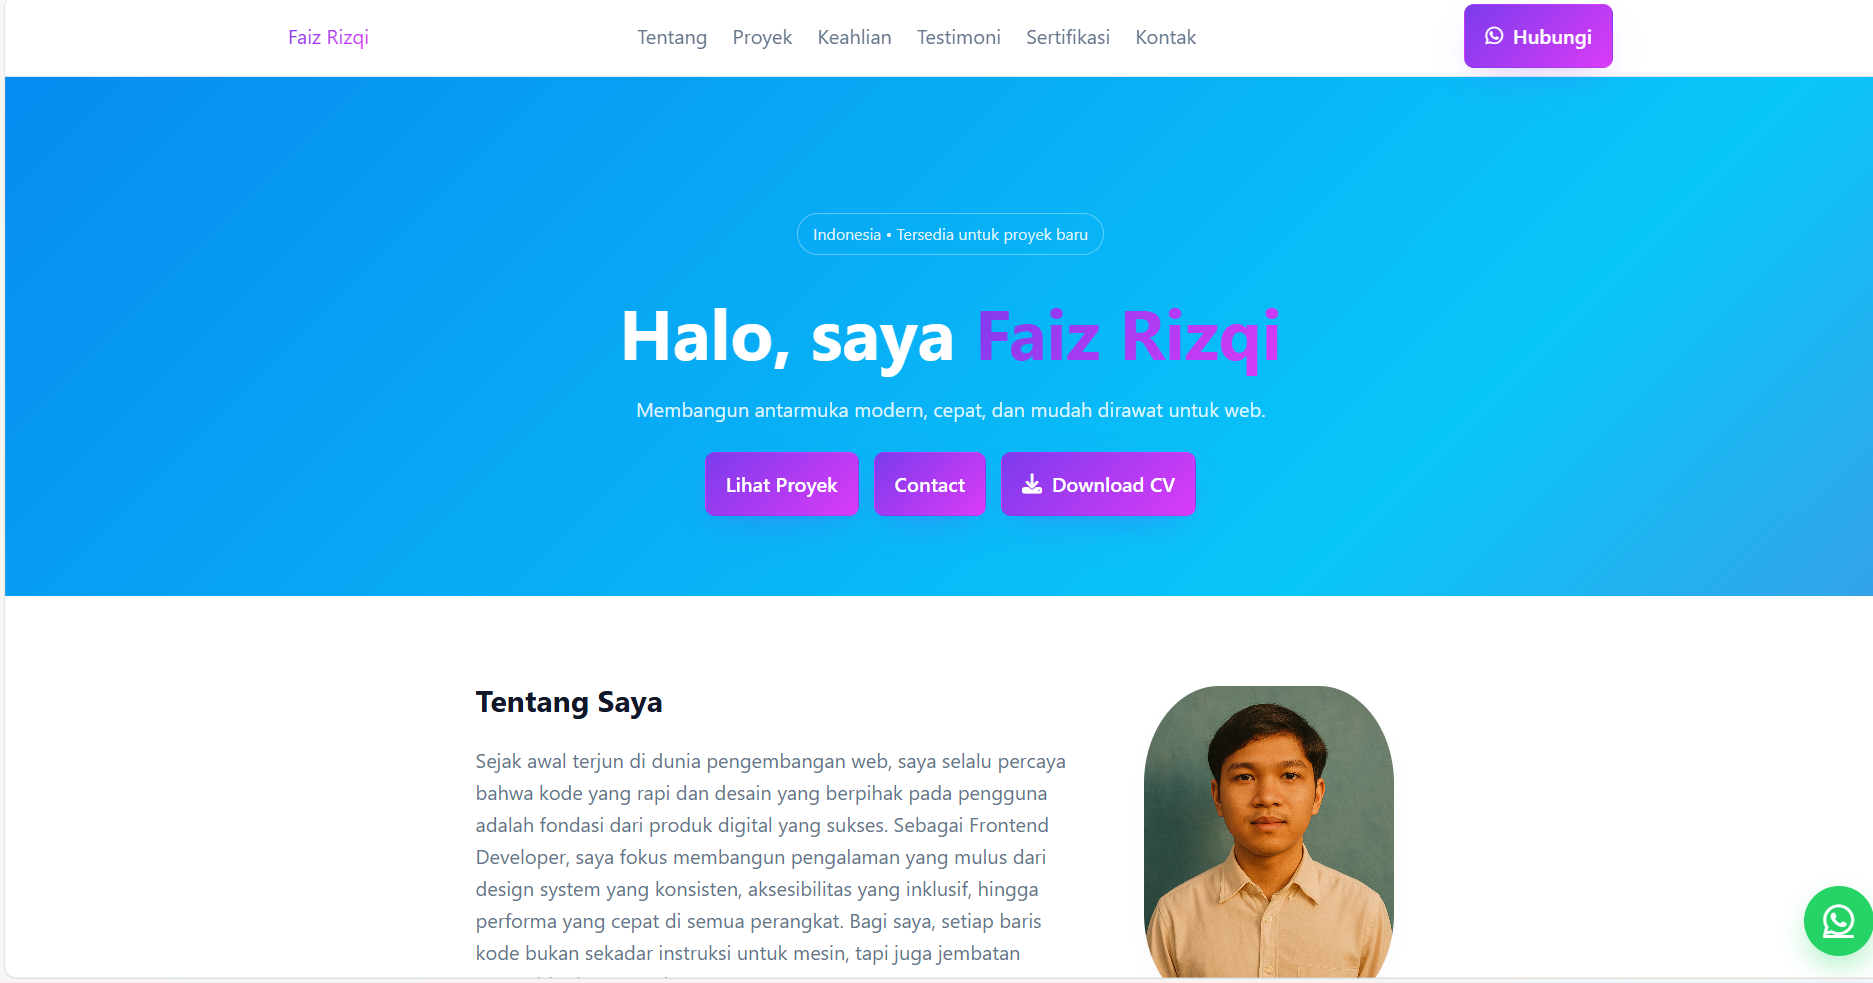 Faiz Rizqi
Tentang Proyek Keahlian Testimoni Sertifikasi Kontak
Hubungi
Indonesia • Tersedia untuk proyek baru
Halo, saya Faiz Rizqi
Membangun antarmuka modern, cepat, dan mudah dirawat untuk web.
Lihat Proyek
Contact
Download CV
Tentang Saya
Sejak awal terjun di dunia pengembangan web, saya selalu percaya
bahwa kode yang rapi dan desain yang berpihak pada pengguna
adalah fondasi dari produk digital yang sukses. Sebagai Frontend
Developer, saya fokus membangun pengalaman yang mulus dari
design system yang konsisten, aksesibilitas yang inklusif, hingga
performa yang cepat di semua perangkat. Bagi saya, setiap baris
kode bukan sekadar instruksi untuk mesin, tapi juga jembatan